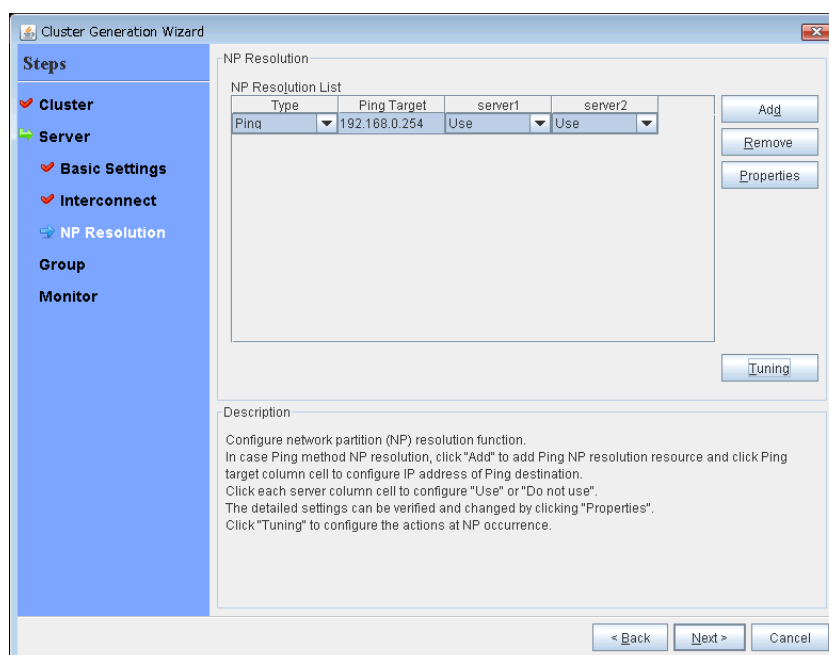 Cluster Generation Wizard
Steps
Cluster
Server
Basic Settings
Interconnect
NP Resolution
Group
Monitor
NP Resolution
NP Resolution List
Type Ping Target server1 server2
Ping 192.168.0.254 Use Use
Add
Remove
Properties
Tuning
Description
Configure network partition (NP) resolution function.
In case Ping method NP resolution, click "Add" to add Ping NP resolution resource and click Ping
target column cell to configure IP address of Ping destination.
Click each server column cell to configure "Use" or "Do not use".
The detailed settings can be verified and changed by clicking "Properties".
Click "Tuning" to configure the actions at NP occurrence.
< Back Next > Cancel